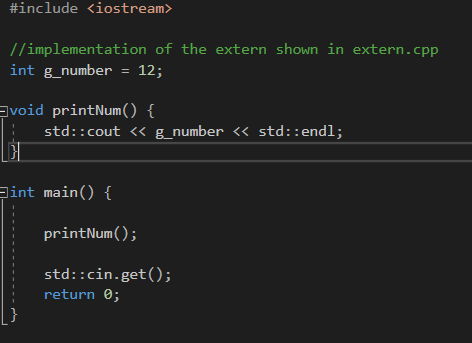 #include <iostream>
//implementation of the extern shown in extern.cpp
int g_number = 12;
void printNum() {
std::cout << g_number << std::endl;
}
int main() {
printNum();
std::cin.get();
return 0;
}